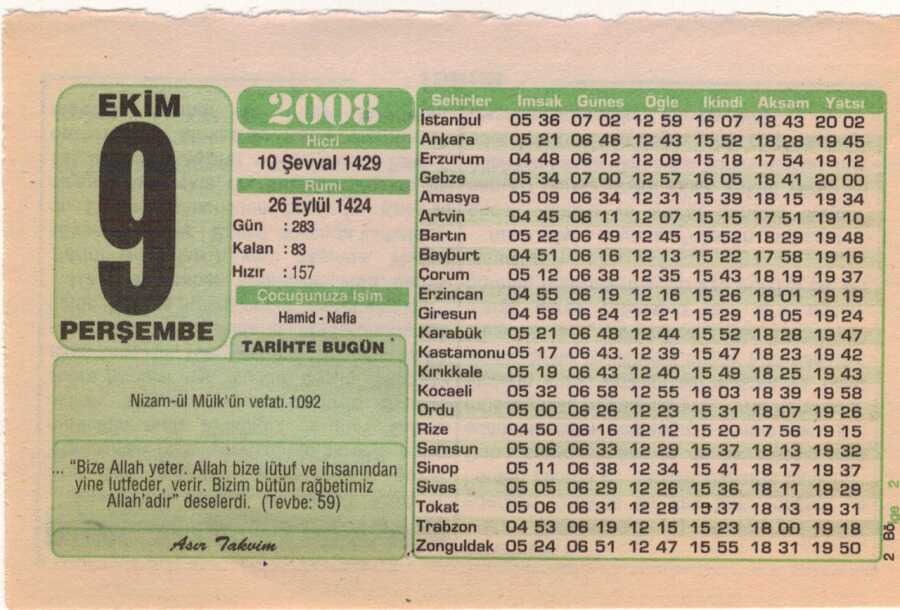 EKİM
9
PERŞEMBE
2008
Hicri
10 Şevval 1429
Rumi
26 Eylül 1424
Gün : 283
Kalan : 83
Hızır : 157
Çocuğunuza İsim
Hamid - Nafia
TARİHTE BUGÜN
Nizam-ül Mülk'ün vefatı.1092
... "Bize Allah yeter. Allah bize lütuf ve ihsanından
yine lutfeder, verir. Bizim bütün rağbetimiz
Allah'adır" deselerdi. (Tevbe: 59)
Asır Takvim
Şehirler İmsak Güneş Öğle İkindi Akşam Yatsı
İstanbul 05 36 07 02 12 59 16 07 18 43 20 02
Ankara 05 21 06 46 12 43 15 52 18 28 19 45
Erzurum 04 48 06 12 12 09 15 18 17 54 19 12
Gebze 05 34 07 00 12 57 16 05 18 41 20 00
Amasya 05 09 06 34 12 31 15 39 18 15 19 34
Artvin 04 45 06 11 12 07 15 15 17 51 19 10
Bartın 05 22 06 49 12 45 15 52 18 29 19 48
Bayburt 04 51 06 16 12 13 15 22 17 58 19 16
Çorum 05 12 06 38 12 35 15 43 18 19 19 37
Erzincan 04 55 06 19 12 16 15 26 18 01 19 19
Giresun 04 58 06 24 12 21 15 29 18 05 19 24
Karabük 05 21 06 48 12 44 15 52 18 28 19 47
Kastamonu 05 17 06 43. 12 39 15 47 18 23 19 42
Kırıkkale 05 19 06 43 12 40 15 49 18 25 19 43
Kocaeli 05 32 06 58 12 55 16 03 18 39 19 58
Ordu 05 00 06 26 12 23 15 31 18 07 19 26
Rize 04 50 06 16 12 12 15 20 17 56 19 15
Samsun 05 06 06 33 12 29 15 37 18 13 19 32
Sinop 05 11 06 38 12 34 15 41 18 17 19 37
Sivas 05 05 06 29 12 26 15 36 18 11 19 29
Tokat 05 06 06 31 12 28 19 37 18 13 19 31
Trabzon 04 53 06 19 12 15 15 23 18 00 19 18
Zonguldak 05 24 06 51 12 47 15 55 18 31 19 50